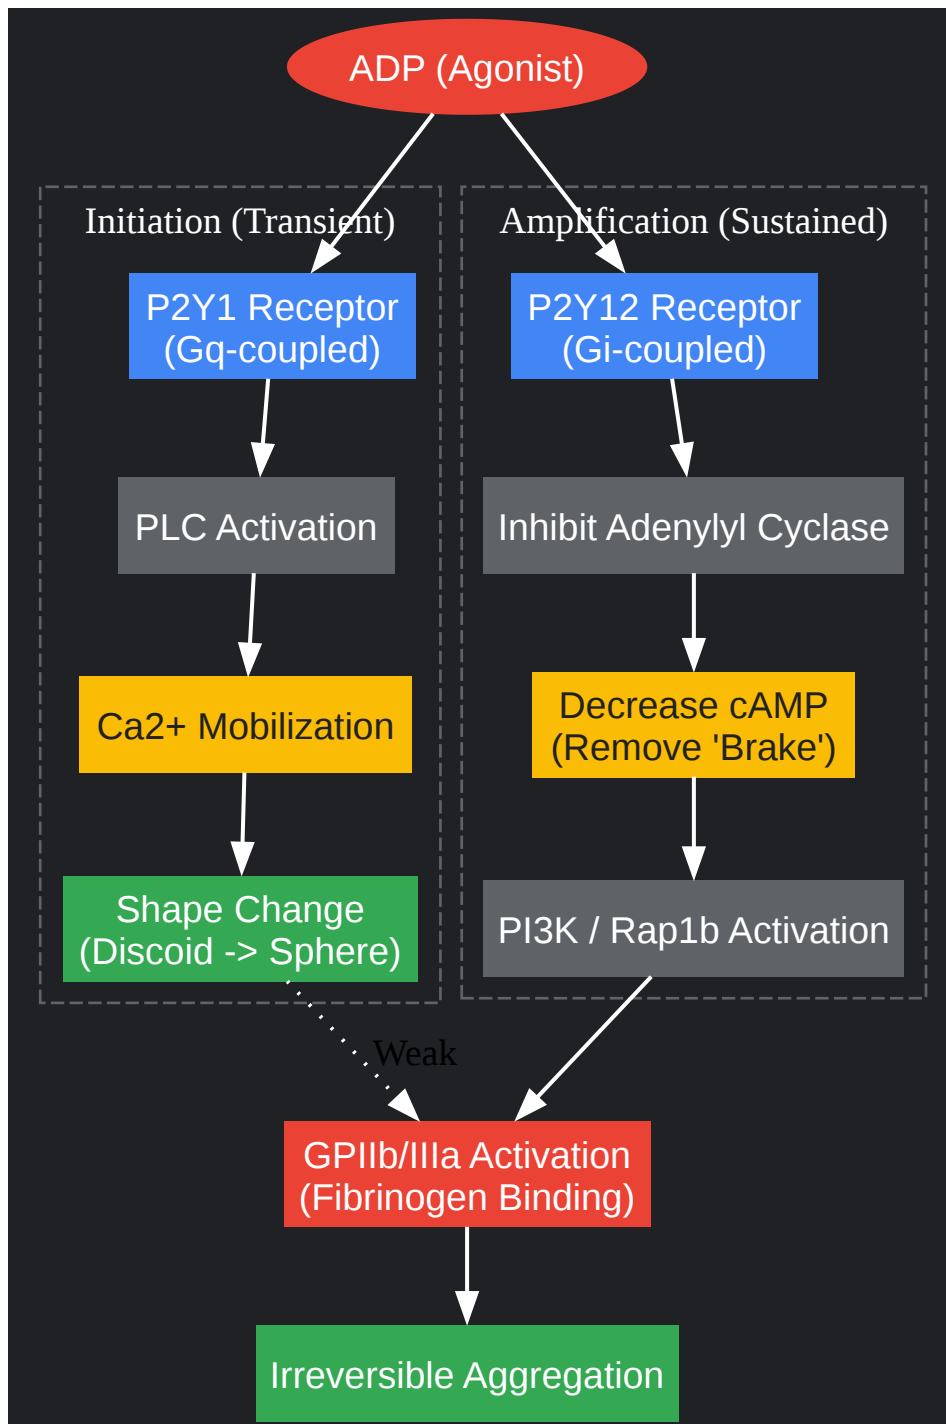 ADP (Agonist)
Initiation (Transient)
P2Y1 Receptor
(Gq-coupled)
PLC Activation
Ca2+ Mobilization
Shape Change
(Discoid -> Sphere)
Amplification (Sustained)
P2Y12 Receptor
(Gi-coupled)
Inhibit Adenylyl Cyclase
Decrease cAMP
(Remove 'Brake')
PI3K / Rap1b Activation
Weak
GPIIb/IIIa Activation
(Fibrinogen Binding)
Irreversible Aggregation